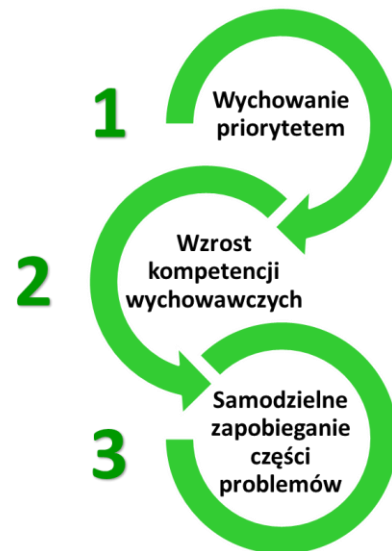 1
Wychowanie
priorytetem
2
Wzrost
kompetencji
wychowawczych
3
Samodzielne
zapobieganie
części
problemów